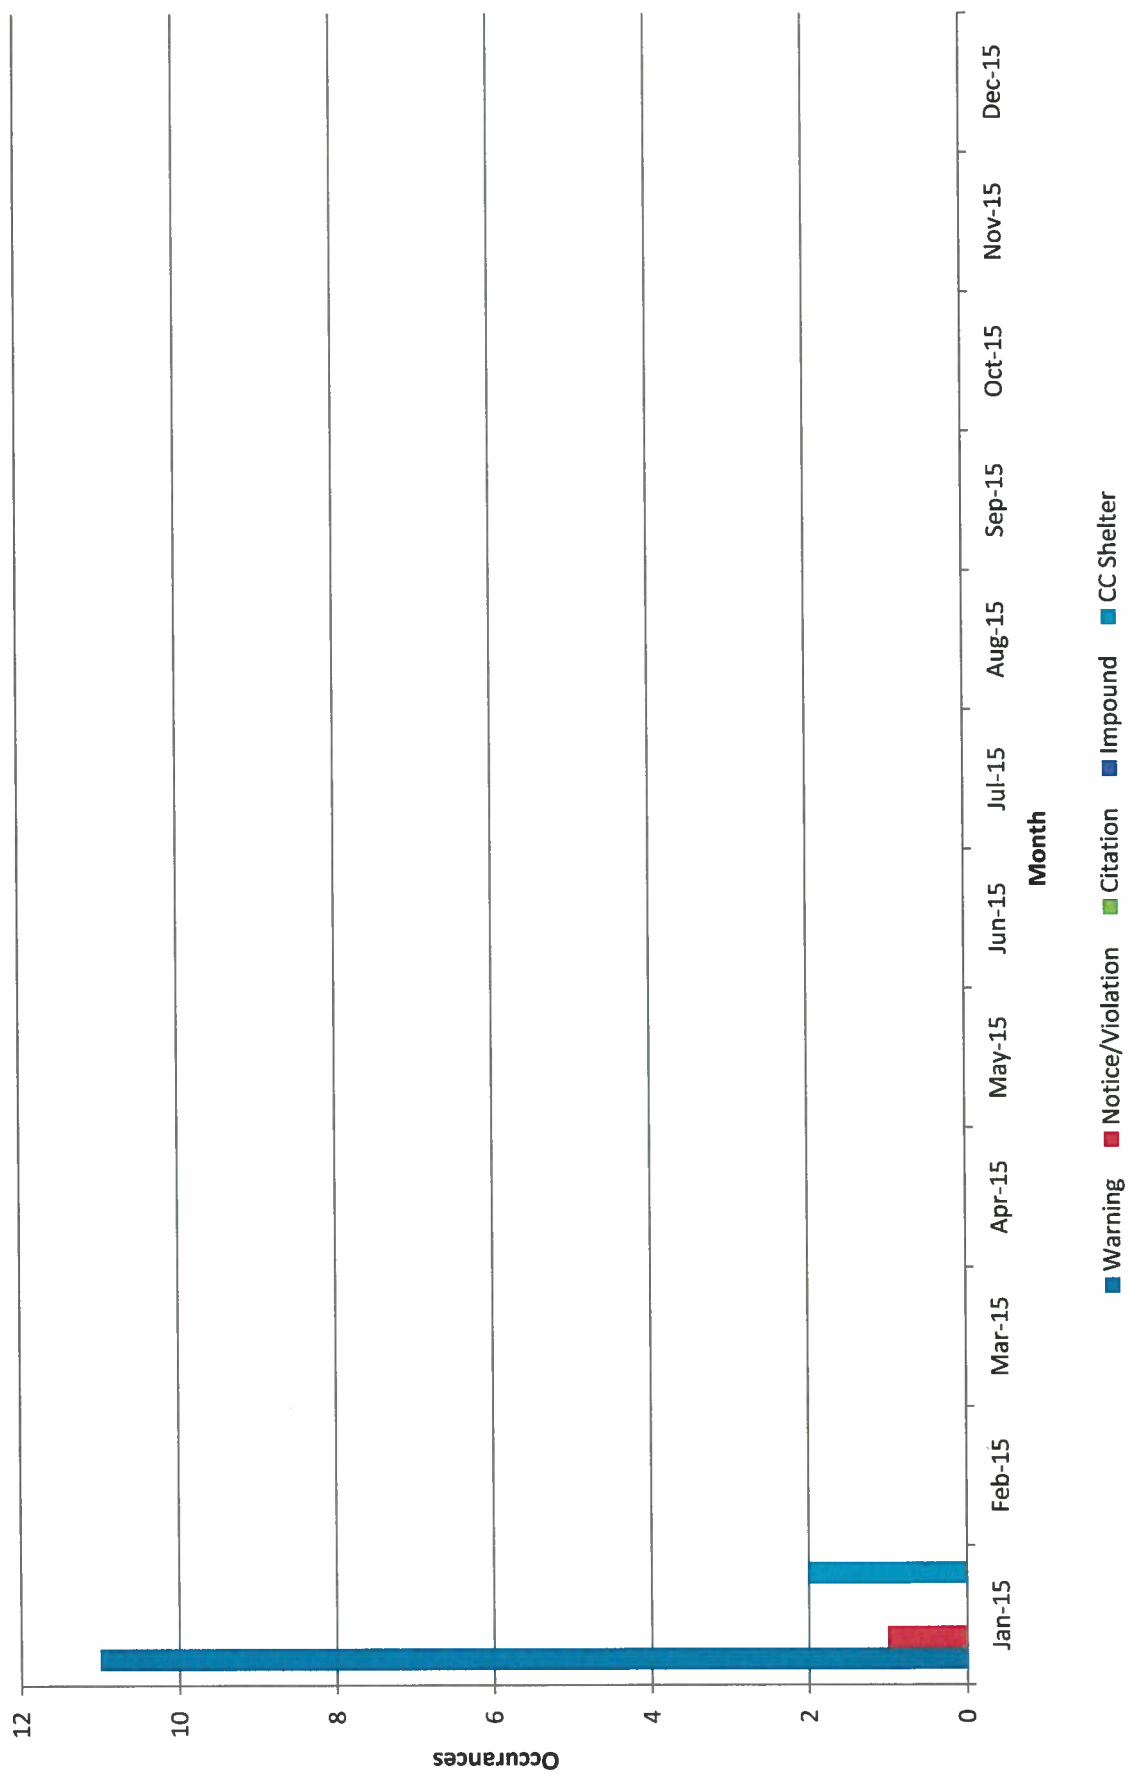 12
10
8
6
4
2
0
Occurances
Jan-15 Feb-15 Mar-15 Apr-15 May-15 Jun-15 Jul-15 Aug-15 Sep-15 Oct-15 Nov-15 Dec-15
Month
Warning Notice/Violation Citation Impound CC Shelter